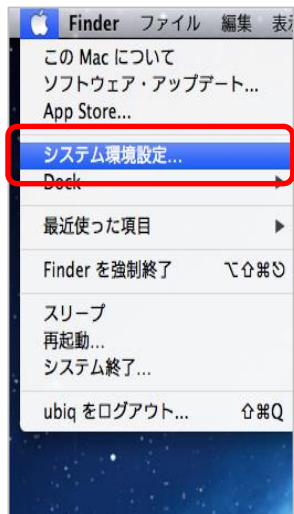 Finder ファイル 編集 表示
この Mac について
ソフトウェア・アップデート...
App Store...
システム環境設定...
Dock
最近使った項目
Finder を強制終了 ⌥⇧⌘⎋
スリープ
再起動...
システム終了...
ubiq をログアウト... ⇧⌘Q